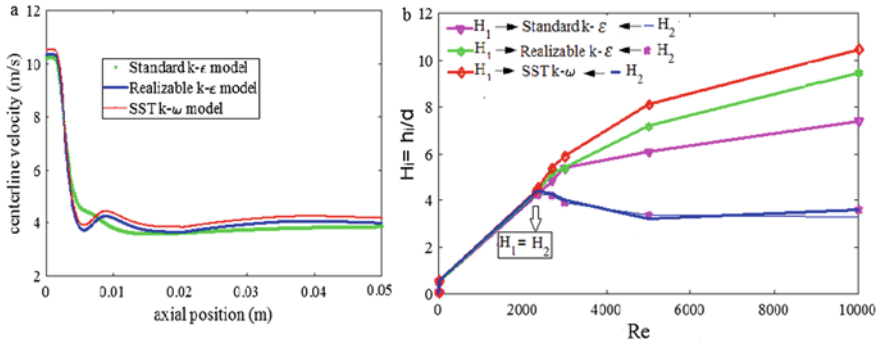 a
centerline velocity (m/s)
12
10
8
6
4
2
Standard k-ϵ model
Realizable k-ϵ model
SST k-ω model
0
0.01
0.02
0.03
0.04
0.05
axial position (m)
b
Hi= hi/d
12
10
8
6
4
2
0
H1 → Standard k-ε ← H2
H1 → Realizable k-ε ← H2
H1 → SST k-ω ← H2
H1 = H2
0
2000
4000
6000
8000
10000
Re